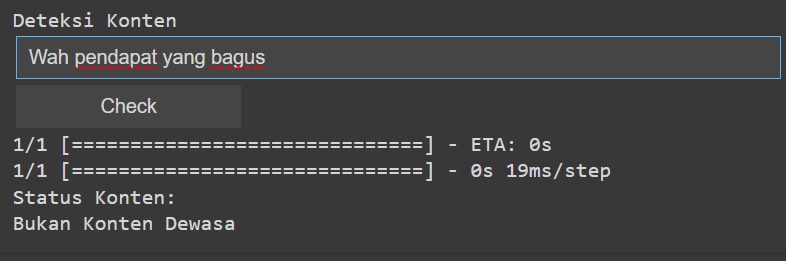 Deteksi Konten
Wah pendapat yang bagus
Check
1/1 [==============================] - ETA: 0s
1/1 [==============================] - 0s 19ms/step
Status Konten:
Bukan Konten Dewasa